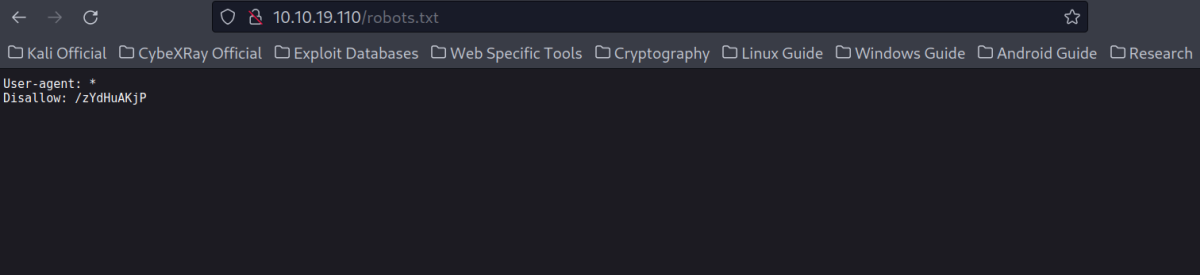 10.10.19.110/robots.txt
Kali Official CybeXRay Official Exploit Databases Web Specific Tools Cryptography Linux Guide Windows Guide Android Guide Research
User-agent: *
Disallow: /zYdHuAKjP